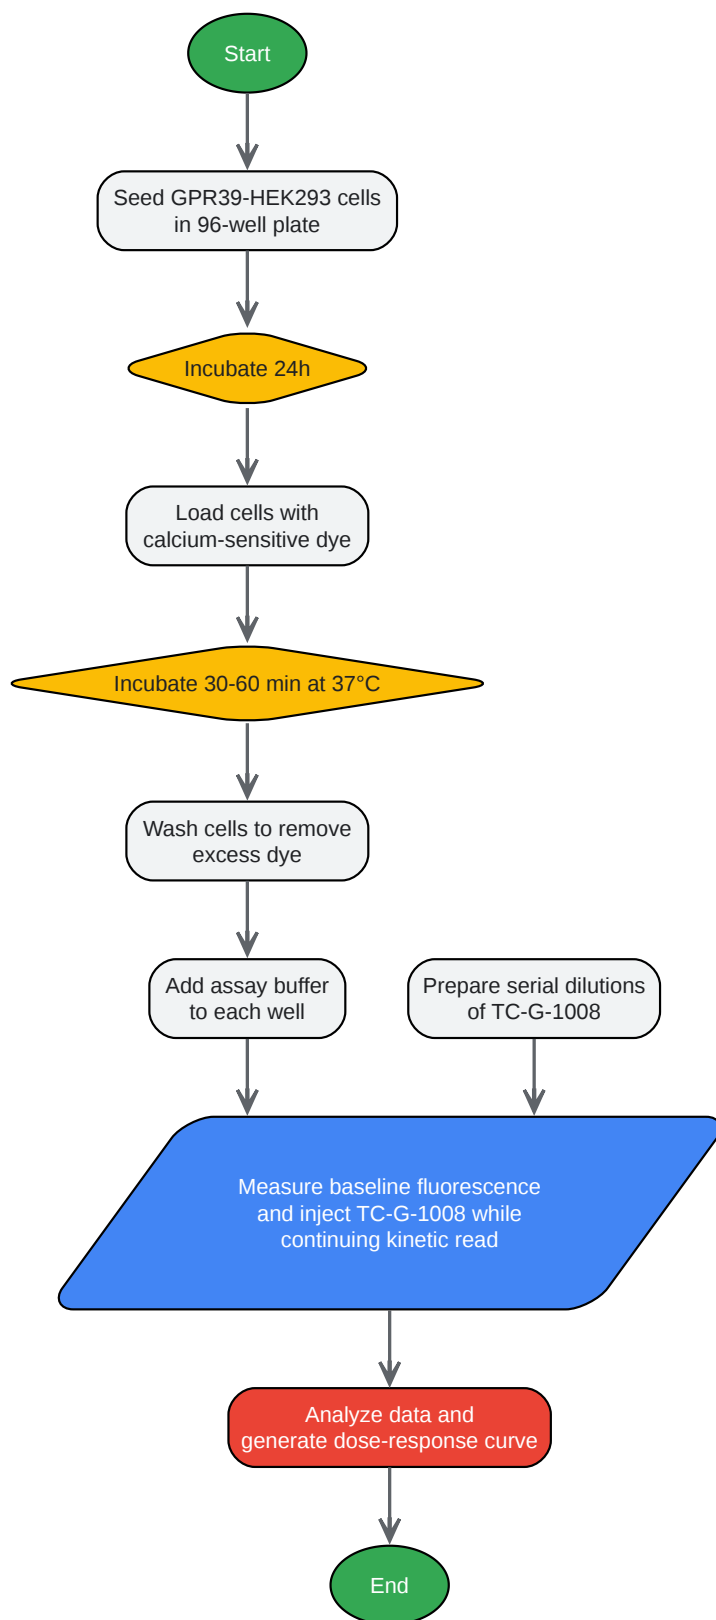 Start
Seed GPR39-HEK293 cells
in 96-well plate
Incubate 24h
Load cells with
calcium-sensitive dye
Incubate 30-60 min at 37°C
Wash cells to remove
excess dye
Add assay buffer
to each well
Prepare serial dilutions
of TC-G-1008
Measure baseline fluorescence
and inject TC-G-1008 while
continuing kinetic read
Analyze data and
generate dose-response curve
End